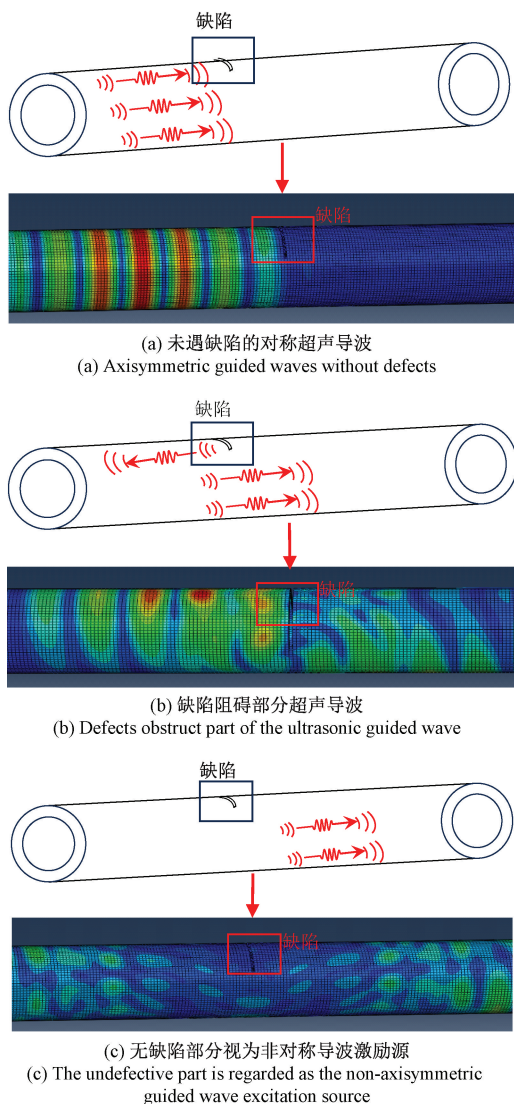 缺陷
缺陷
(a) 未遇缺陷的对称超声导波
(a) Axisymmetric guided waves without defects
缺陷
缺陷
(b) 缺陷阻碍部分超声导波
(b) Defects obstruct part of the ultrasonic guided wave
缺陷
缺陷
(c) 无缺陷部分视为非对称导波激励源
(c) The undefective part is regarded as the non-axisymmetric
guided wave excitation source